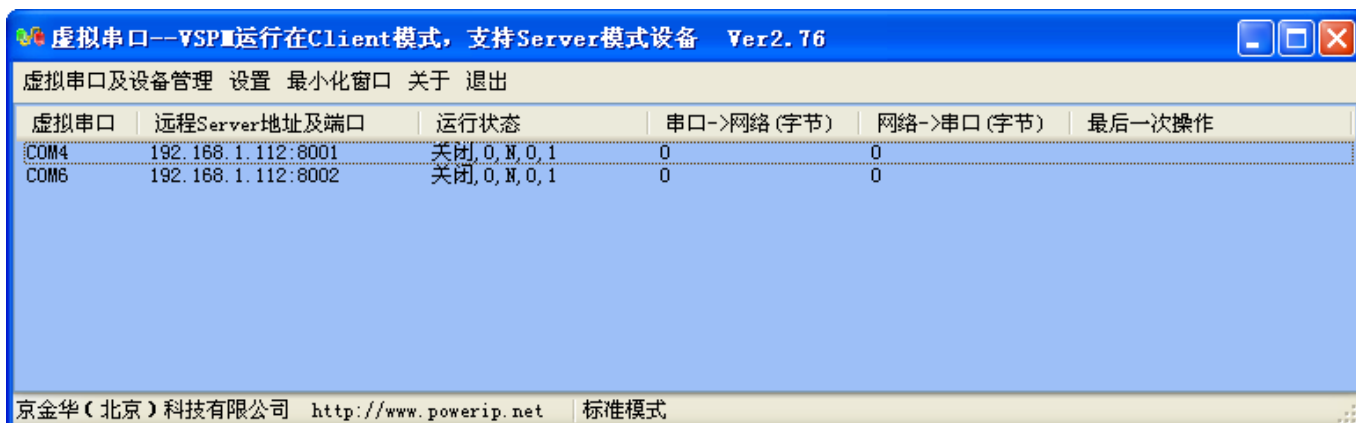 虚拟串口--VSPM运行在Client模式，支持Server模式设备 Ver2.76
虚拟串口及设备管理 设置 最小化窗口 关于 退出
虚拟串口 远程Server地址及端口 运行状态 串口->网络(字节) 网络->串口(字节) 最后一次操作
COM4 192.168.1.112:8001 关闭,0,N,0,1 0 0
COM6 192.168.1.112:8002 关闭,0,N,0,1 0 0
京金华(北京)科技有限公司 http://www.powerip.net 标准模式